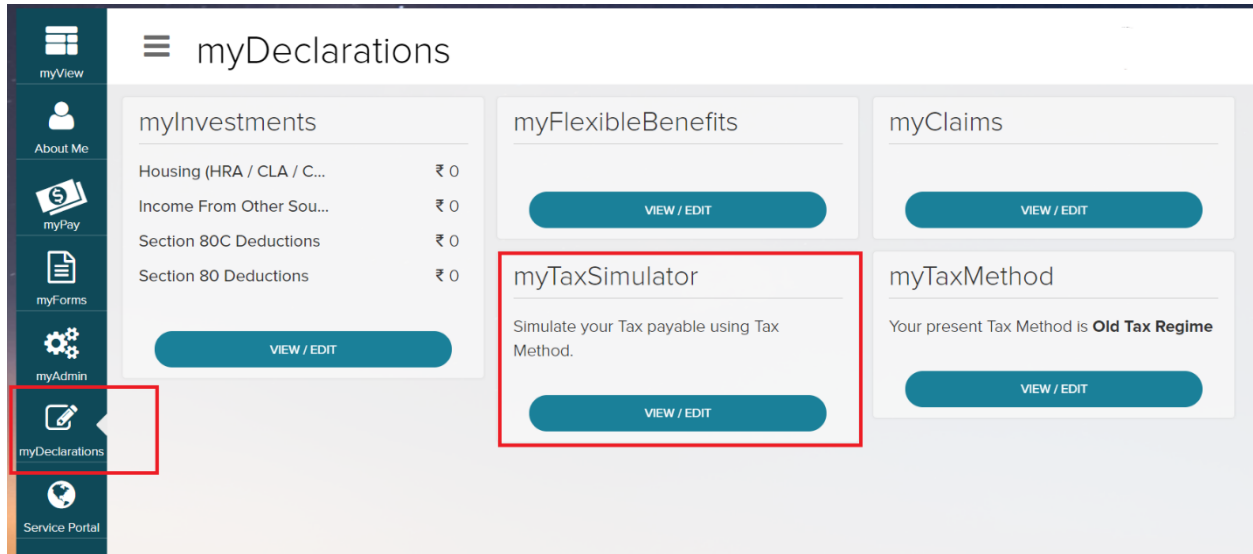 myView
About Me
myPay
myForms
myAdmin
myDeclarations
Service Portal
myDeclarations
myInvestments
Housing (HRA / CLA / C... ₹ 0
Income From Other Sou... ₹ 0
Section 80C Deductions ₹ 0
Section 80 Deductions ₹ 0
VIEW / EDIT
myFlexibleBenefits
VIEW / EDIT
myClaims
VIEW / EDIT
myTaxSimulator
Simulate your Tax payable using Tax
Method.
VIEW / EDIT
myTaxMethod
Your present Tax Method is Old Tax Regime
VIEW / EDIT